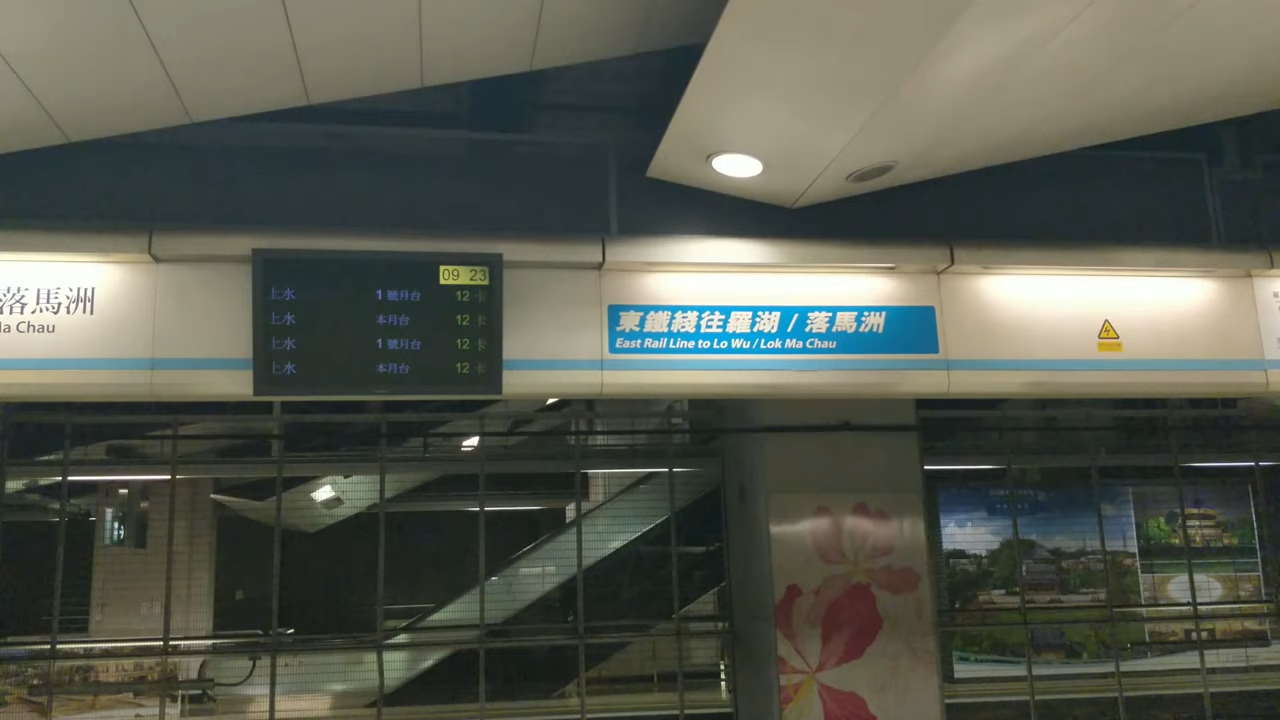 落馬洲
la Chau
09 23
上水 1 號月台 12 卡
上水 本月台 12 卡
上水 1 號月台 12 卡
上水 本月台 12 卡
東鐵綫往羅湖 / 落馬洲
East Rail Line to Lo Wu / Lok Ma Chau